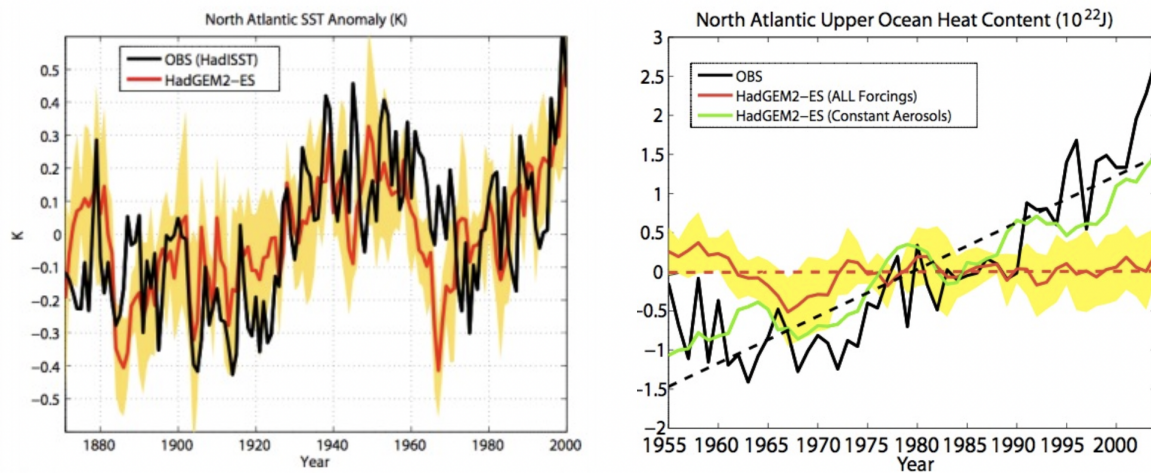 North Atlantic SST Anomaly (K)
OBS (HadISST)
HadGEM2-ES
K
0.5
0.4
0.3
0.2
0.1
0
-0.1
-0.2
-0.3
-0.4
-0.5
1880 1900 1920 1940 1960 1980 2000
Year
North Atlantic Upper Ocean Heat Content (10²²J)
OBS
HadGEM2-ES (ALL Forcings)
HadGEM2-ES (Constant Aerosols)
3
2.5
2
1.5
1
0.5
0
-0.5
-1
-1.5
-2
1955 1960 1965 1970 1975 1980 1985 1990 1995 2000
Year